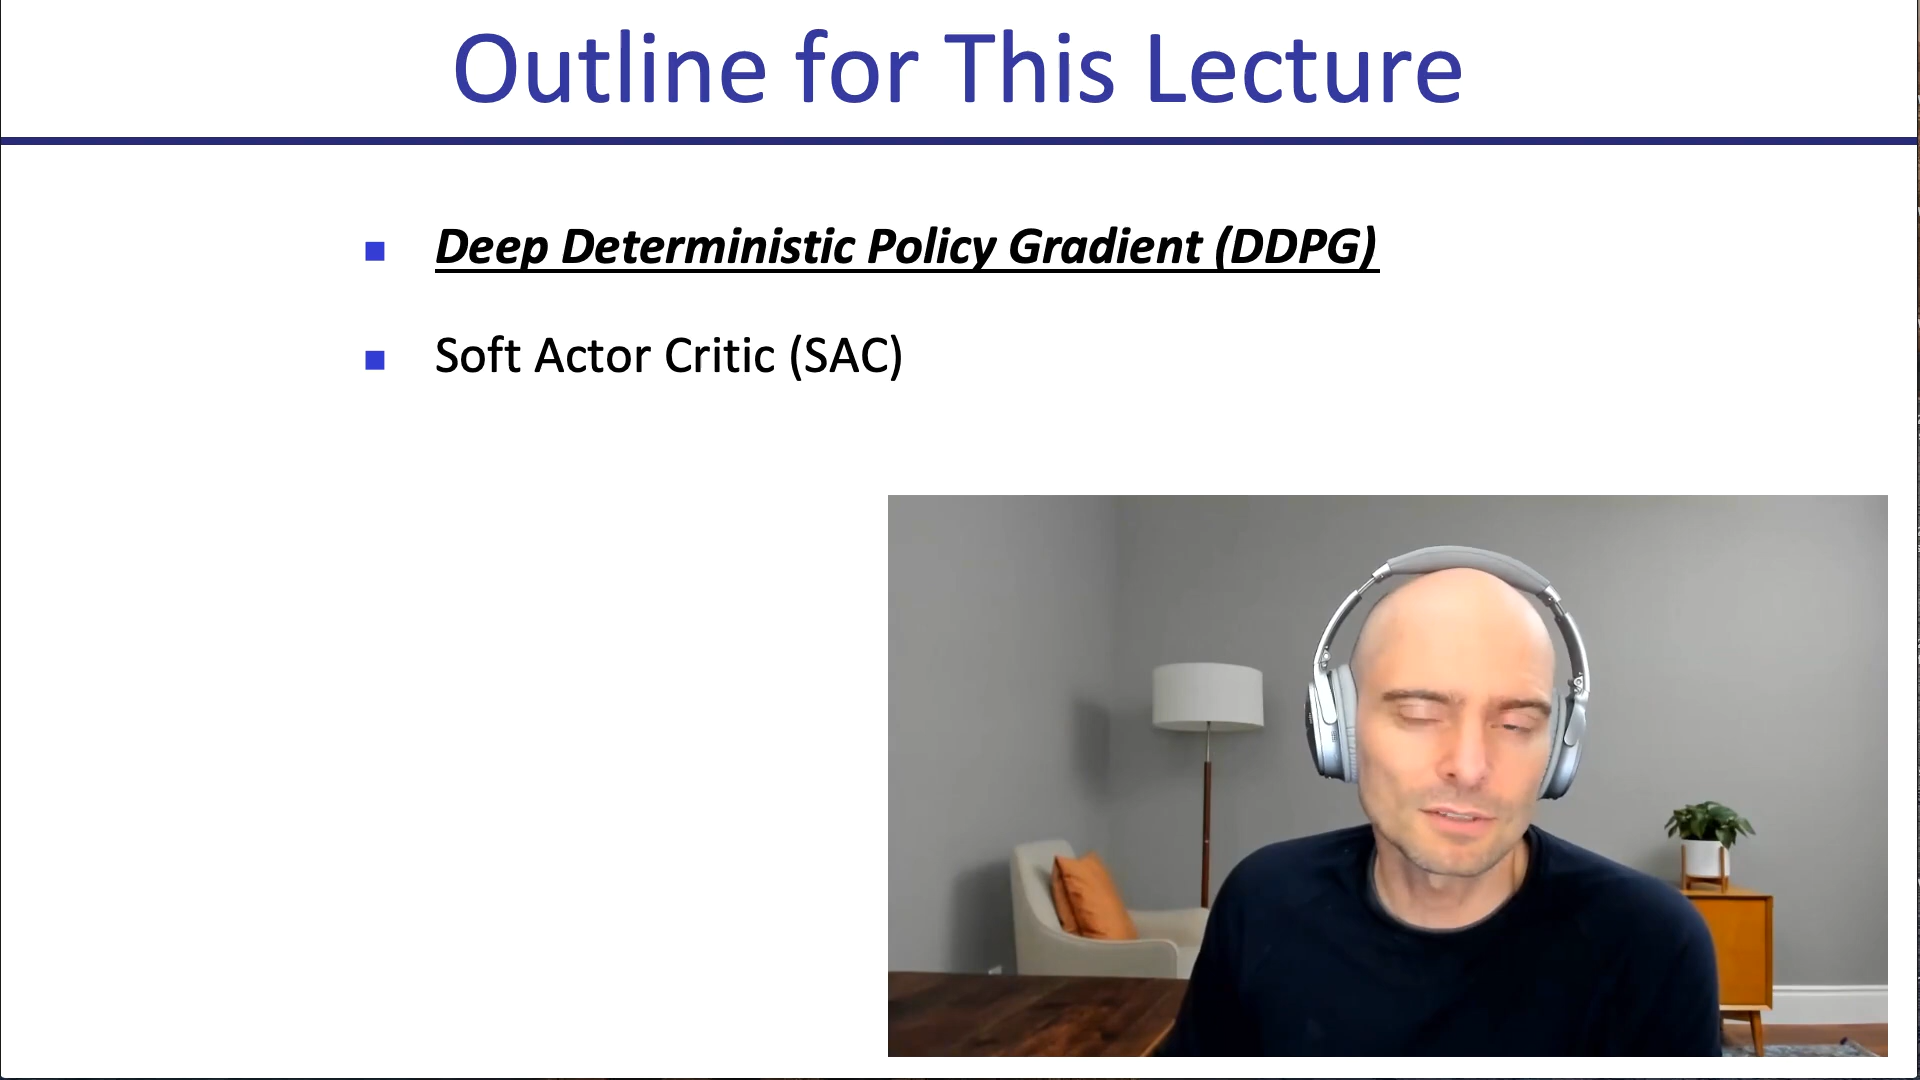 Outline for This Lecture
Deep Deterministic Policy Gradient (DDPG)
Soft Actor Critic (SAC)